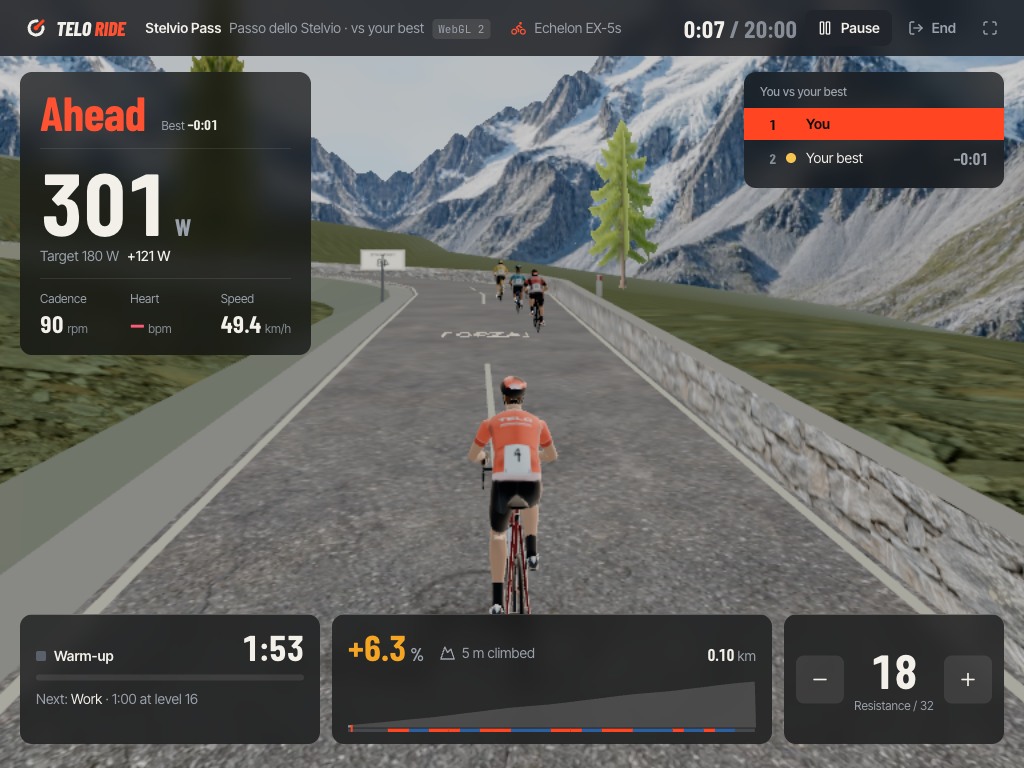 TELO RIDE
Stelvio Pass Passo dello Stelvio · vs your best WebGL 2 Echelon EX-5s 0:07 / 20:00 Pause End
Ahead Best −0:01
301 W
Target 180 W +121 W
Cadence Heart Speed
90 rpm – bpm 49.4 km/h
You vs your best
1 You
2 Your best −0:01
FORZA!
TELO
4
Warm-up 1:53
Next: Work · 1:00 at level 16
+6.3 % 5 m climbed 0.10 km
− 18 +
Resistance / 32